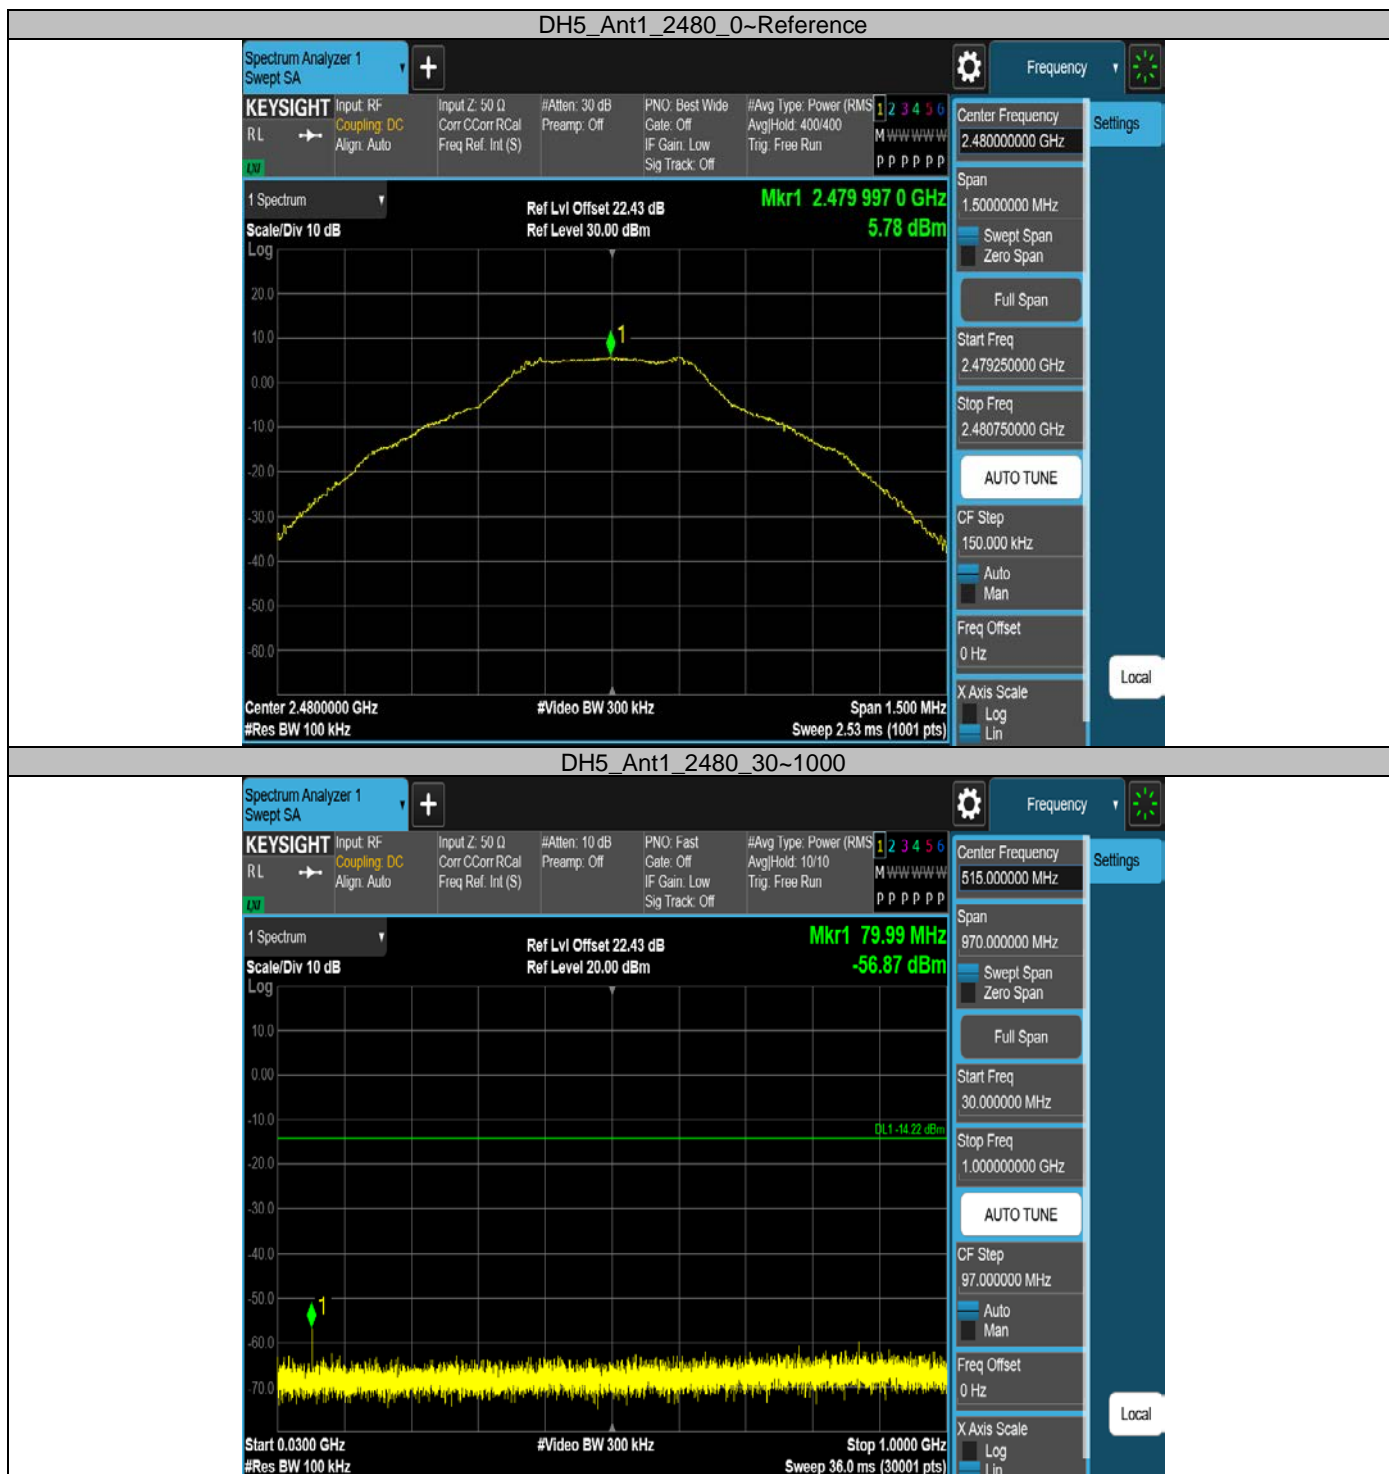 DH5_Ant1_2480_0~Reference
Spectrum Analyzer 1
Swept SA
+
Frequency
KEYSIGHT
RL
LXI
Input: RF
Coupling: DC
Align: Auto
Input Z: 50 Ω
Corr CCorr RCal
Freq Ref: Int (S)
#Atten: 30 dB
Preamp: Off
PNO: Best Wide
Gate: Off
IF Gain: Low
Sig Track: Off
#Avg Type: Power (RMS
Avg|Hold: 400/400
Trig: Free Run
1 2 3 4 5 6
M W W W W W
P P P P P P
1 Spectrum
Scale/Div 10 dB
Log
Ref Lvl Offset 22.43 dB
Ref Level 30.00 dBm
Mkr1 2.479 997 0 GHz
5.78 dBm
20.0
10.0
0.00
-10.0
-20.0
-30.0
-40.0
-50.0
-60.0
1
Center 2.4800000 GHz
#Res BW 100 kHz
#Video BW 300 kHz
Span 1.500 MHz
Sweep 2.53 ms (1001 pts)
Center Frequency
2.480000000 GHz
Settings
Span
1.50000000 MHz
Swept Span
Zero Span
Full Span
Start Freq
2.479250000 GHz
Stop Freq
2.480750000 GHz
AUTO TUNE
CF Step
150.000 kHz
Auto
Man
Freq Offset
0 Hz
X Axis Scale
Log
Lin
Local
DH5_Ant1_2480_30~1000
Spectrum Analyzer 1
Swept SA
+
Frequency
KEYSIGHT
RL
LXI
Input: RF
Coupling: DC
Align: Auto
Input Z: 50 Ω
Corr CCorr RCal
Freq Ref: Int (S)
#Atten: 10 dB
Preamp: Off
PNO: Fast
Gate: Off
IF Gain: Low
Sig Track: Off
#Avg Type: Power (RMS
Avg|Hold: 10/10
Trig: Free Run
1 2 3 4 5 6
M W W W W W
P P P P P P
1 Spectrum
Scale/Div 10 dB
Log
Ref Lvl Offset 22.43 dB
Ref Level 20.00 dBm
Mkr1 79.99 MHz
-56.87 dBm
10.0
0.00
-10.0
-20.0
-30.0
-40.0
-50.0
-60.0
-70.0
DL1 -14.22 dBm
1
Start 0.0300 GHz
#Res BW 100 kHz
#Video BW 300 kHz
Stop 1.0000 GHz
Sweep 36.0 ms (30001 pts)
Center Frequency
515.000000 MHz
Settings
Span
970.000000 MHz
Swept Span
Zero Span
Full Span
Start Freq
30.000000 MHz
Stop Freq
1.000000000 GHz
AUTO TUNE
CF Step
97.000000 MHz
Auto
Man
Freq Offset
0 Hz
X Axis Scale
Log
Lin
Local